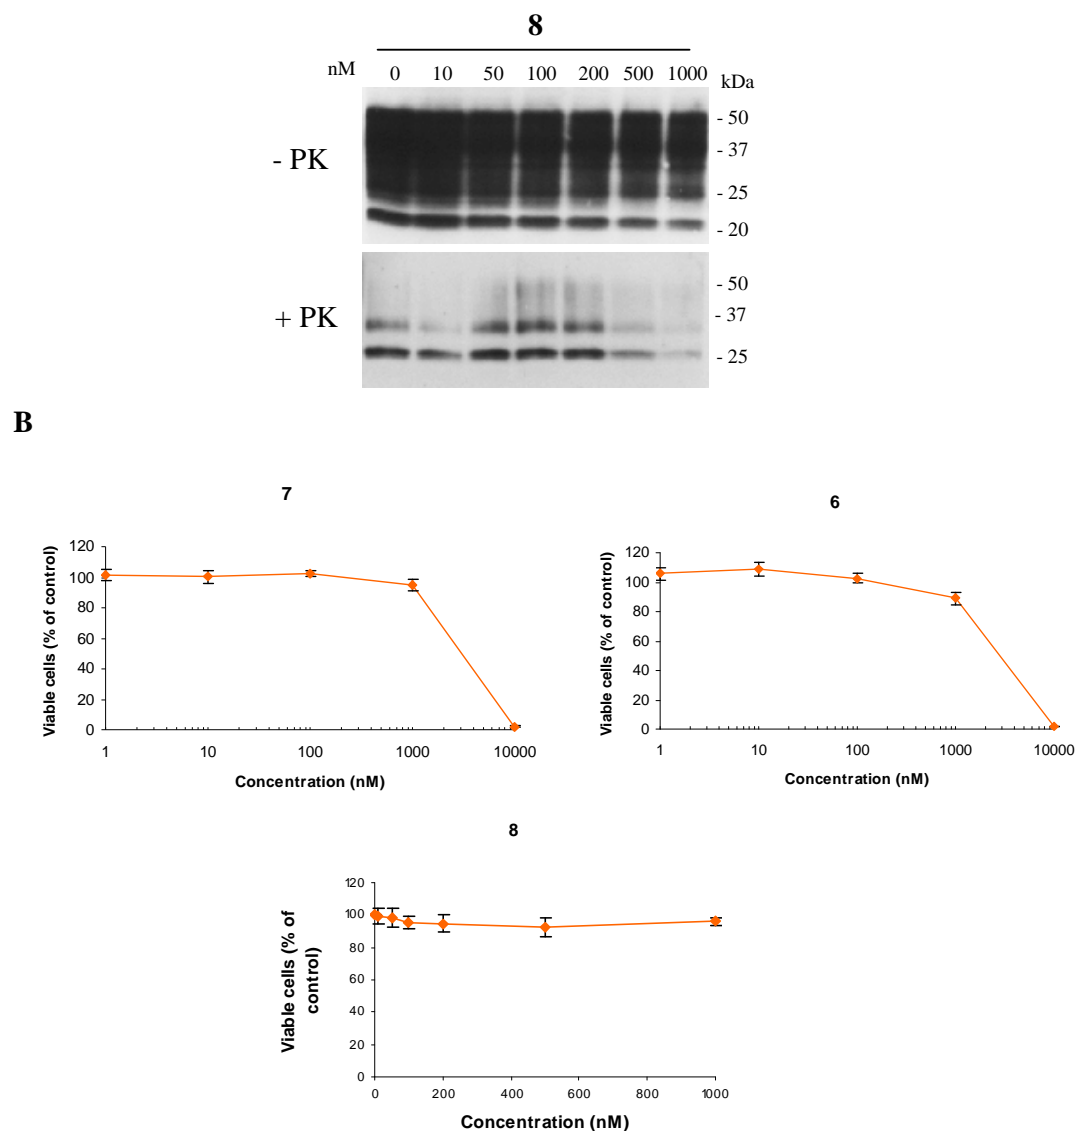 8
nM 0 10 50 100 200 500 1000 kDa
- PK
- 50
- 37
- 25
- 20
+ PK
- 50
- 37
- 25
B
7
Viable cells (% of control)
120
100
80
60
40
20
0
1 10 100 1000 10000
Concentration (nM)
6
Viable cells (% of control)
120
100
80
60
40
20
0
1 10 100 1000 10000
Concentration (nM)
8
Viable cells (% of
control)
120
100
80
60
40
20
0
0 200 400 600 800 1000
Concentration (nM)